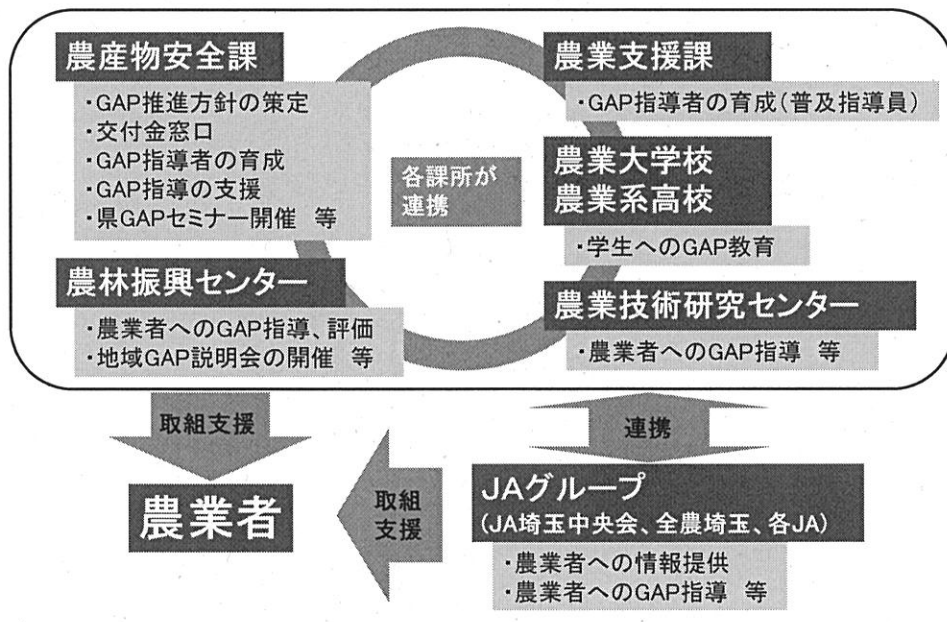 農産物安全課
・GAP推進方針の策定
・交付金窓口
・GAP指導者の育成
・GAP指導の支援
・県GAPセミナー開催 等
農業支援課
・GAP指導者の育成(普及指導員)
各課所が
連携
農業大学校
農業系高校
・学生へのGAP教育
農林振興センター
・農業者へのGAP指導、評価
・地域GAP説明会の開催 等
農業技術研究センター
・農業者へのGAP指導 等
取組支援
連携
農業者
取組
支援
JAグループ
(JA埼玉中央会、全農埼玉、各JA)
・農業者への情報提供
・農業者へのGAP指導 等